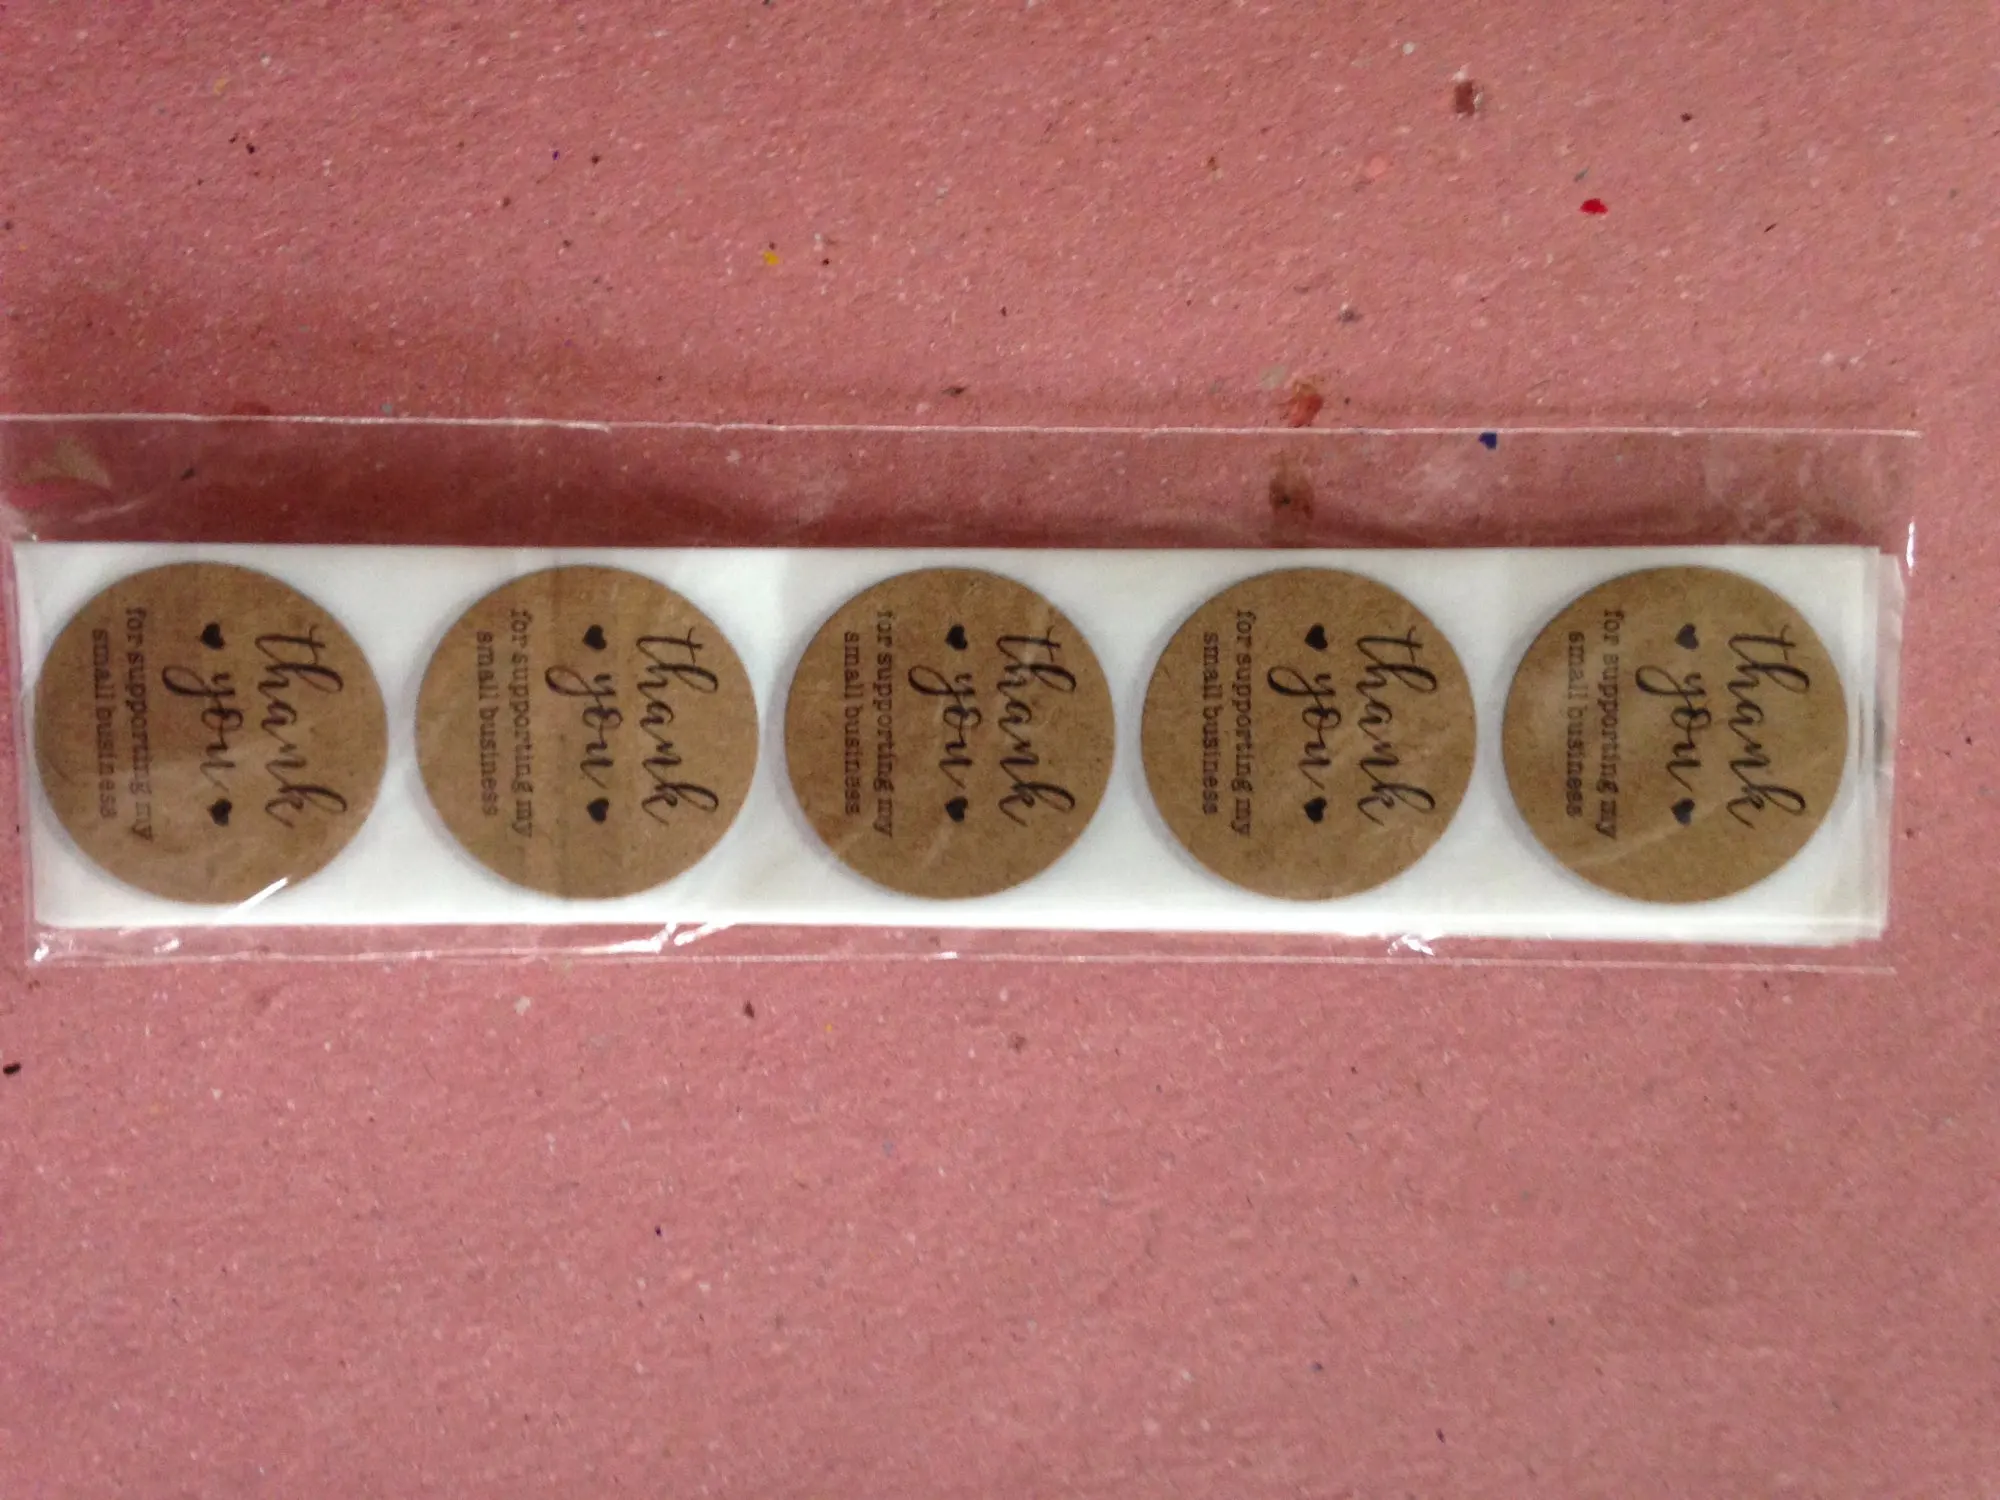 thank
♥ you ♥
for supporting my
small business
thank
♥ you ♥
for supporting my
small business
thank
♥ you ♥
for supporting my
small business
thank
♥ you ♥
for supporting my
small business
thank
♥ you ♥
for supporting my
small business